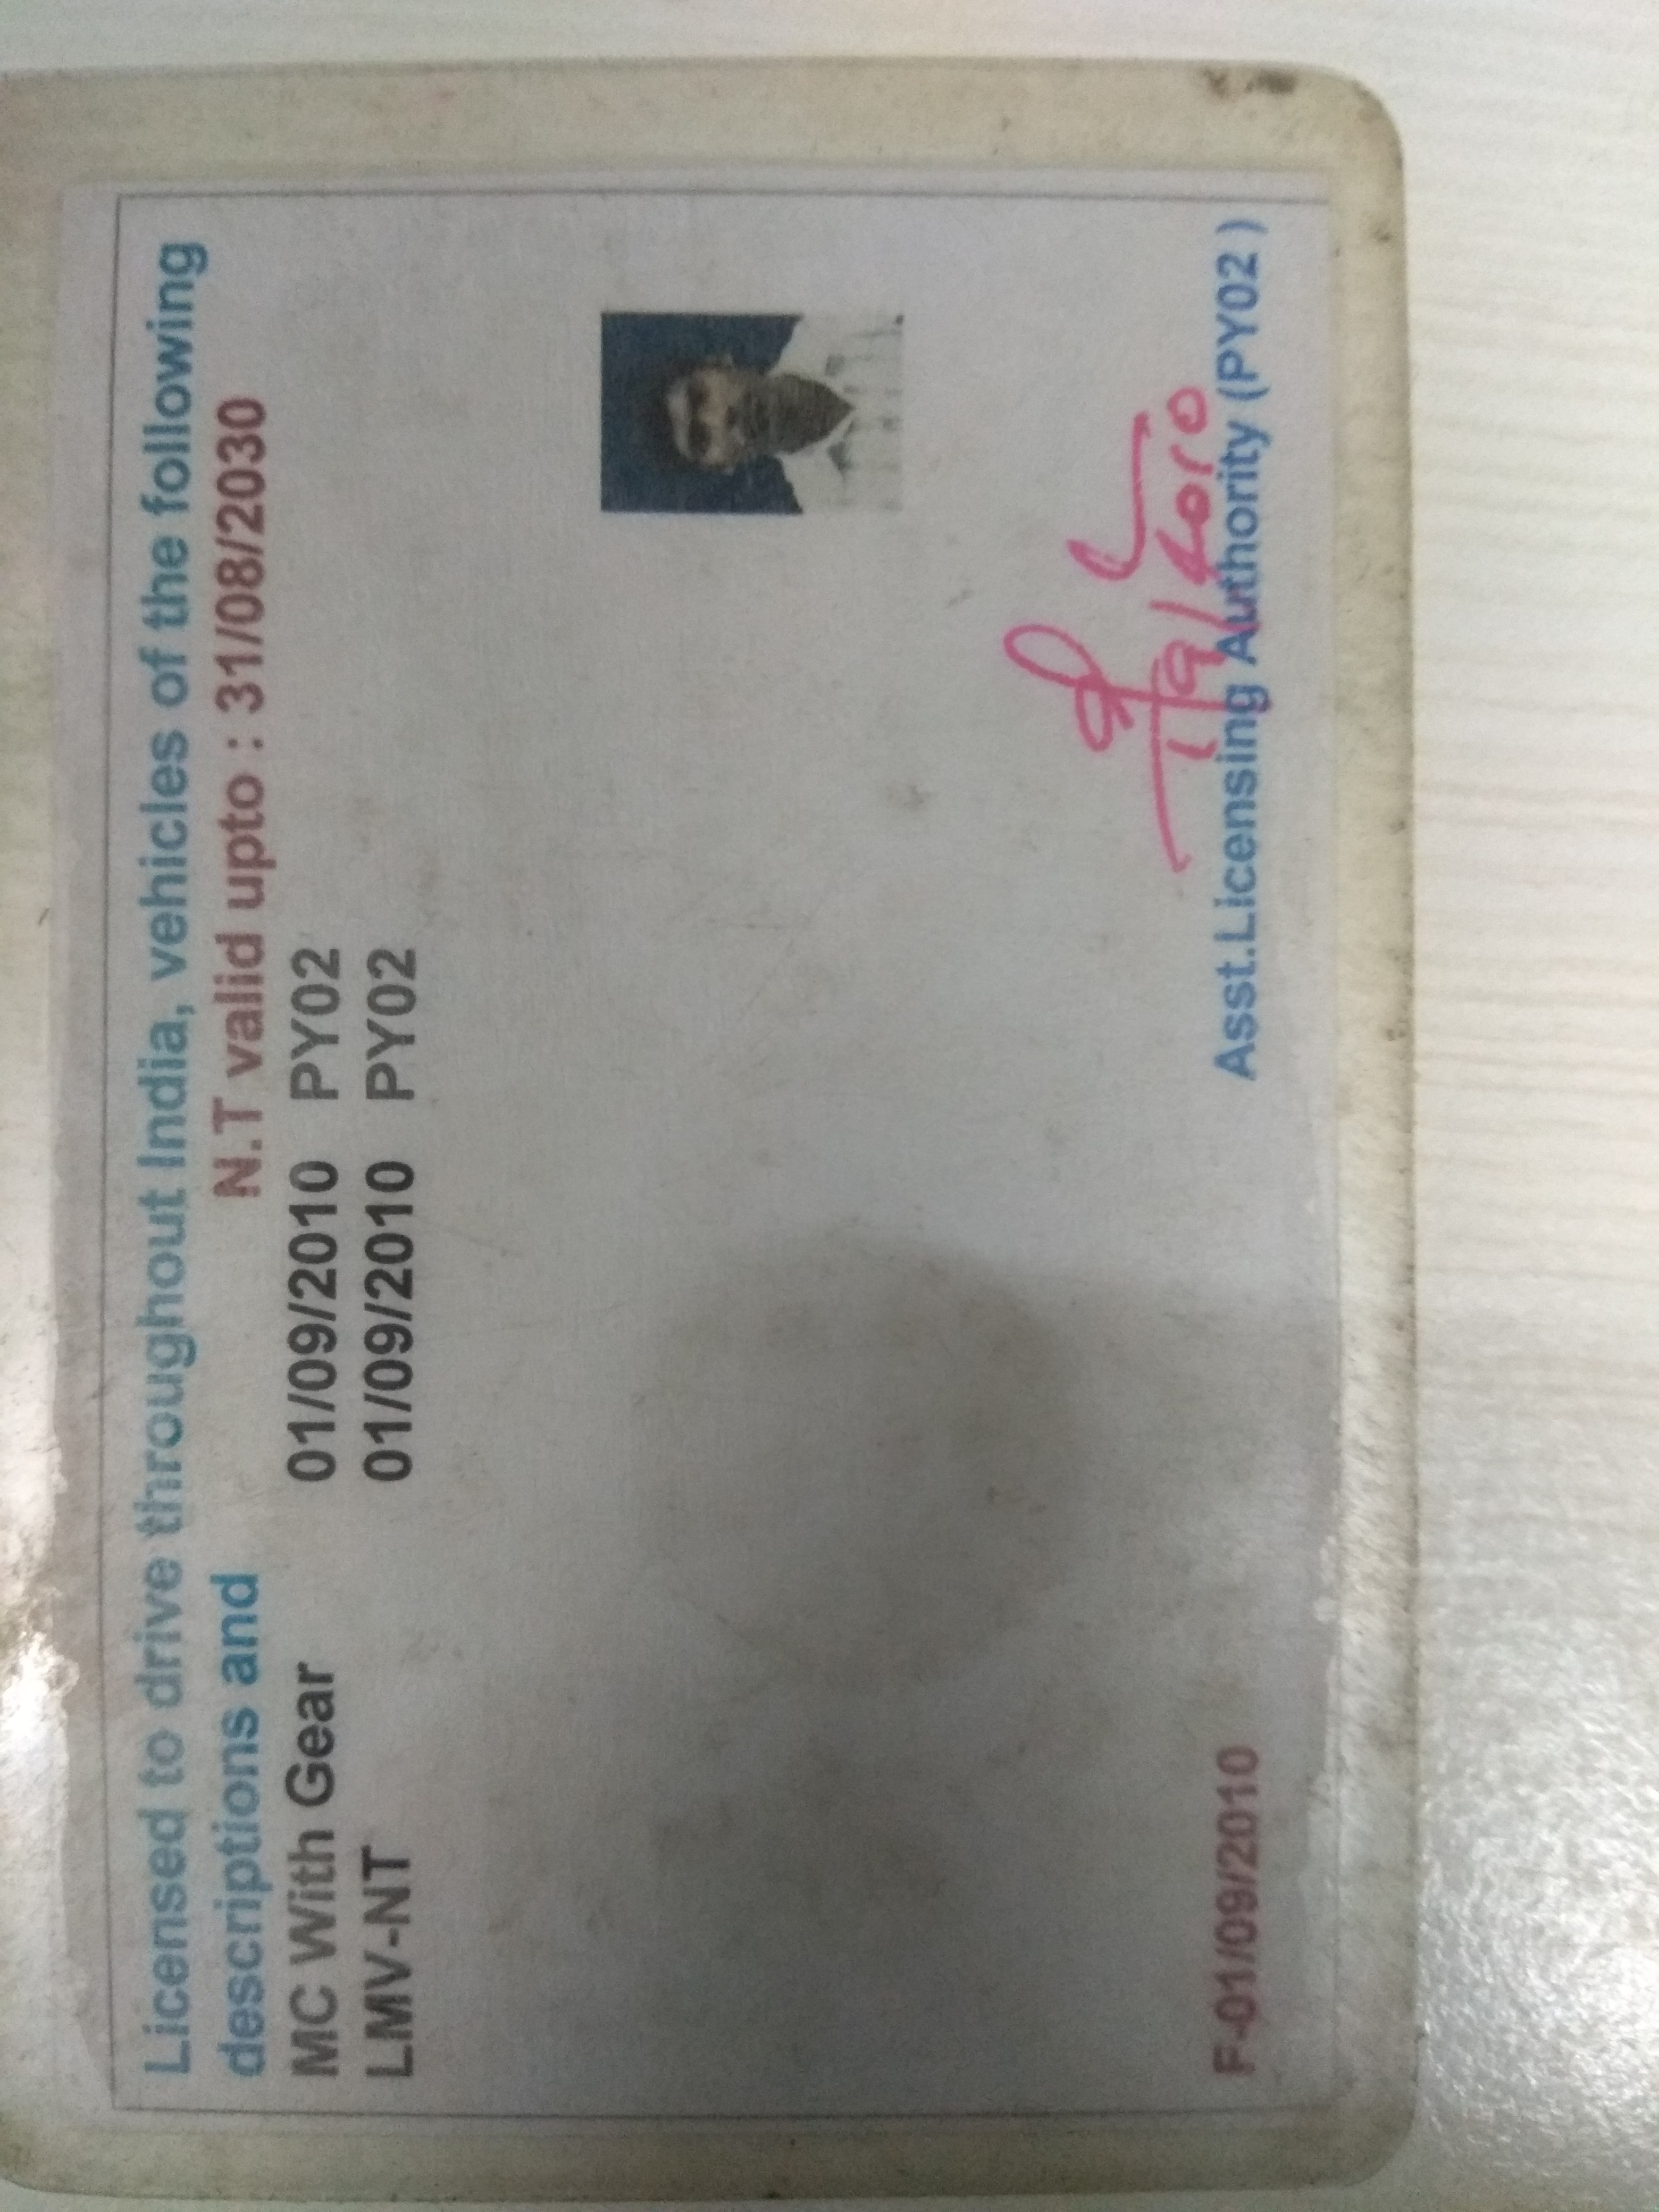 Licensed to drive throughout India, vehicles of the following
descriptions and N.T valid upto : 31/08/2030
MC With Gear 01/09/2010 PY02
LMV-NT 01/09/2010 PY02
F-01/09/2010 Asst.Licensing Authority (PY02 )